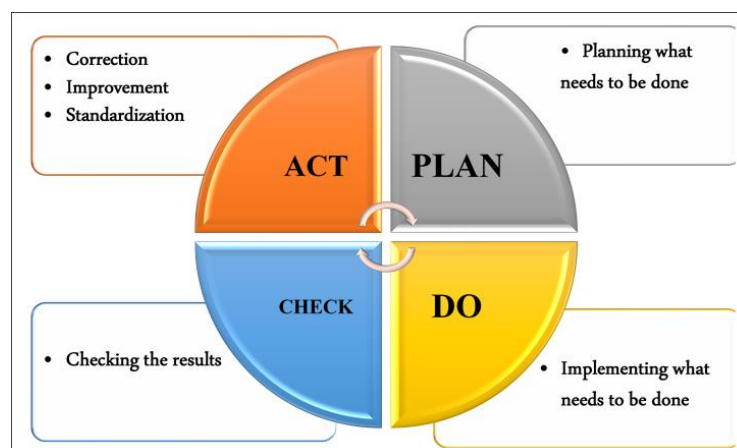 • Correction
• Improvement
• Standardization
ACT
PLAN
• Planning what
needs to be done
CHECK
• Checking the results
DO
• Implementing what
needs to be done